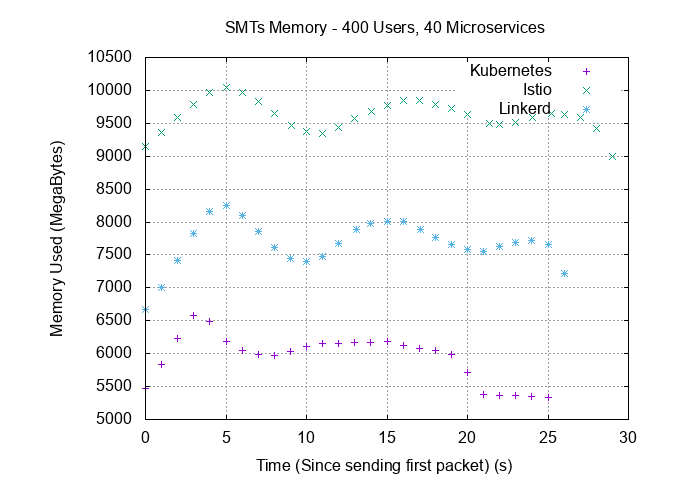 SMTs Memory - 400 Users, 40 Microservices
10500
10000
9500
9000
8500
8000
7500
7000
6500
6000
5500
5000
Memory Used (MegaBytes)
Kubernetes
Istio
Linkerd
0 5 10 15 20 25 30
Time (Since sending first packet) (s)